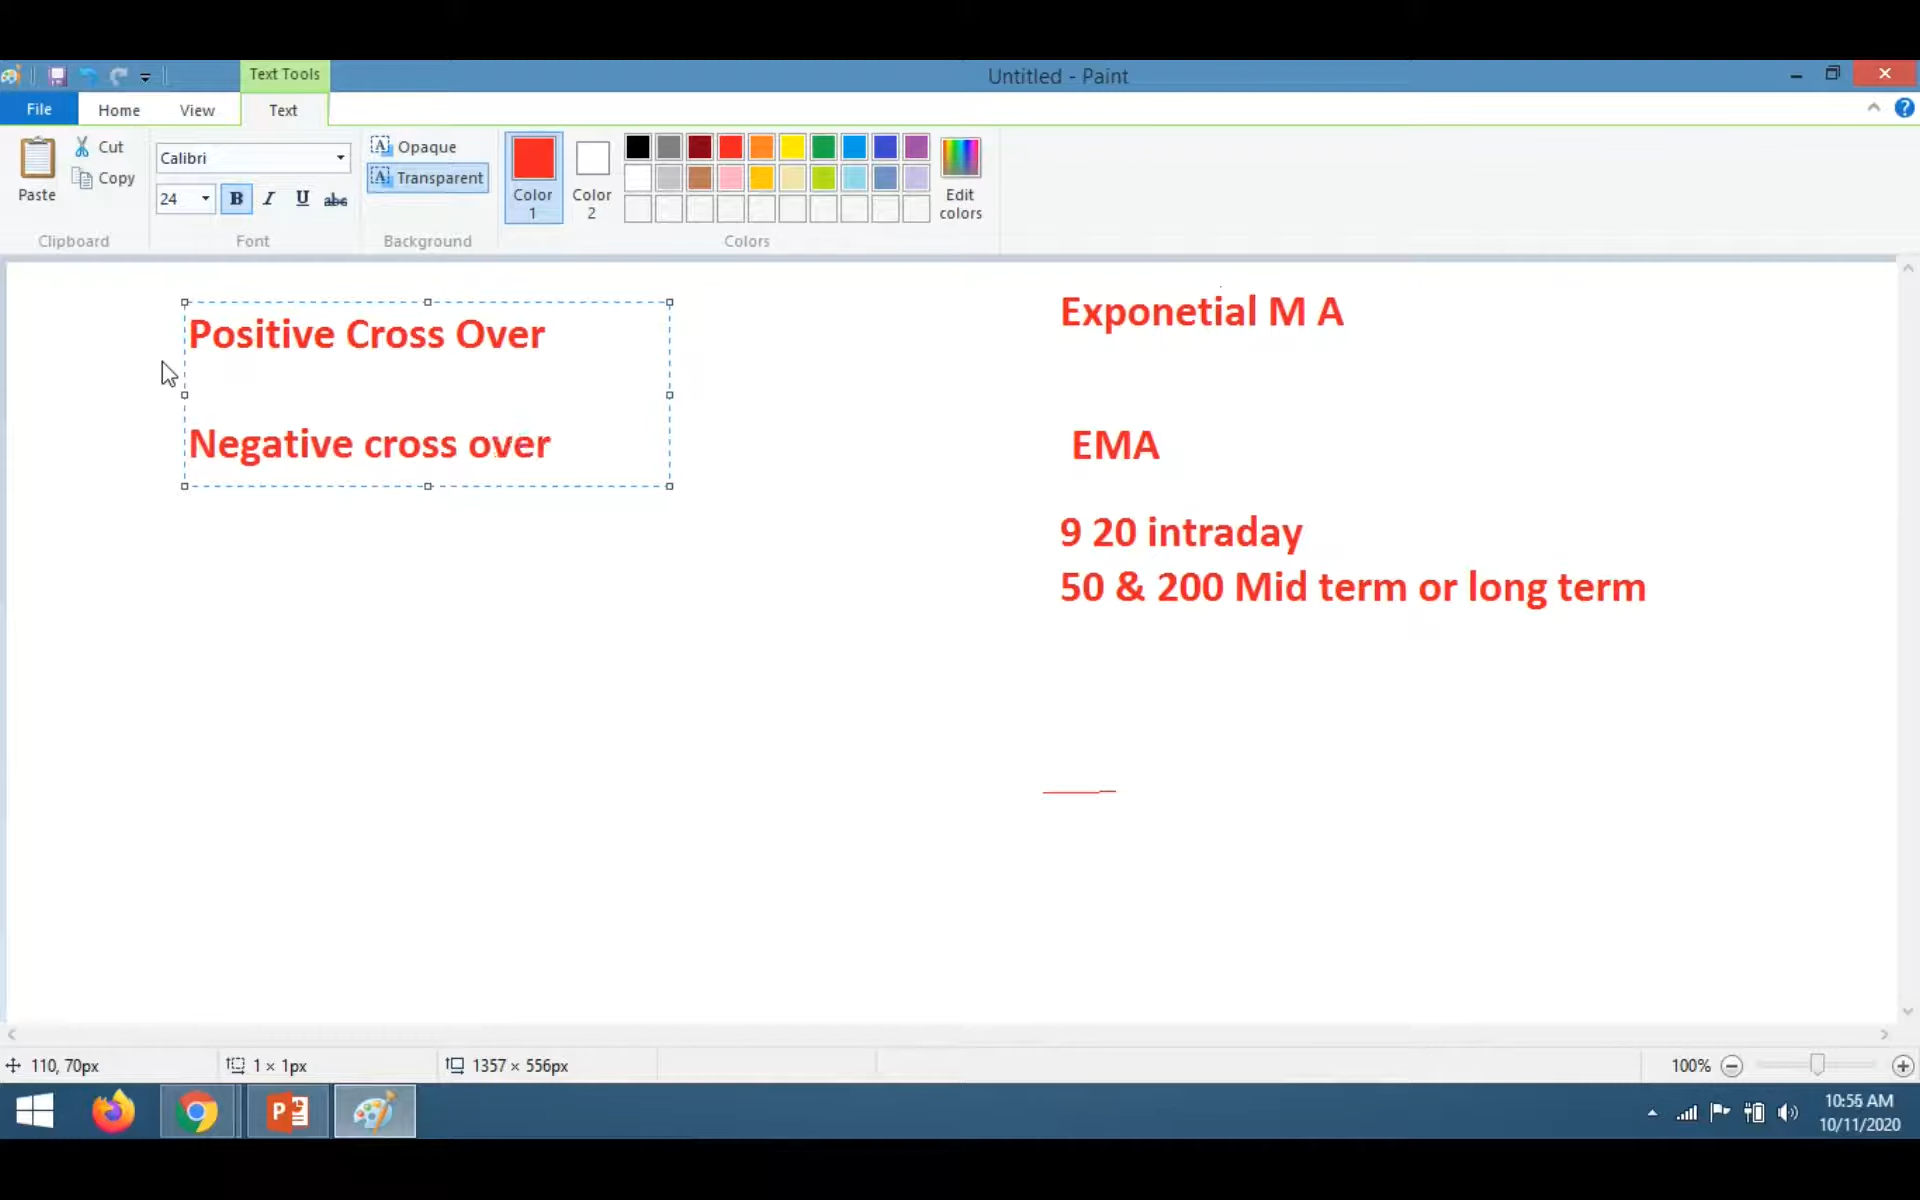 Text Tools
Untitled - Paint
File
Home
View
Text
Paste
Cut
Copy
Clipboard
Calibri
24
B I U abc
Font
Opaque
Transparent
Background
Color 1
Color 2
Edit colors
Colors
Positive Cross Over
Negative cross over
Exponetial M A
EMA
9 20 intraday
50 & 200 Mid term or long term
110, 70px
1 × 1px
1357 × 556px
100%
10:56 AM
10/11/2020